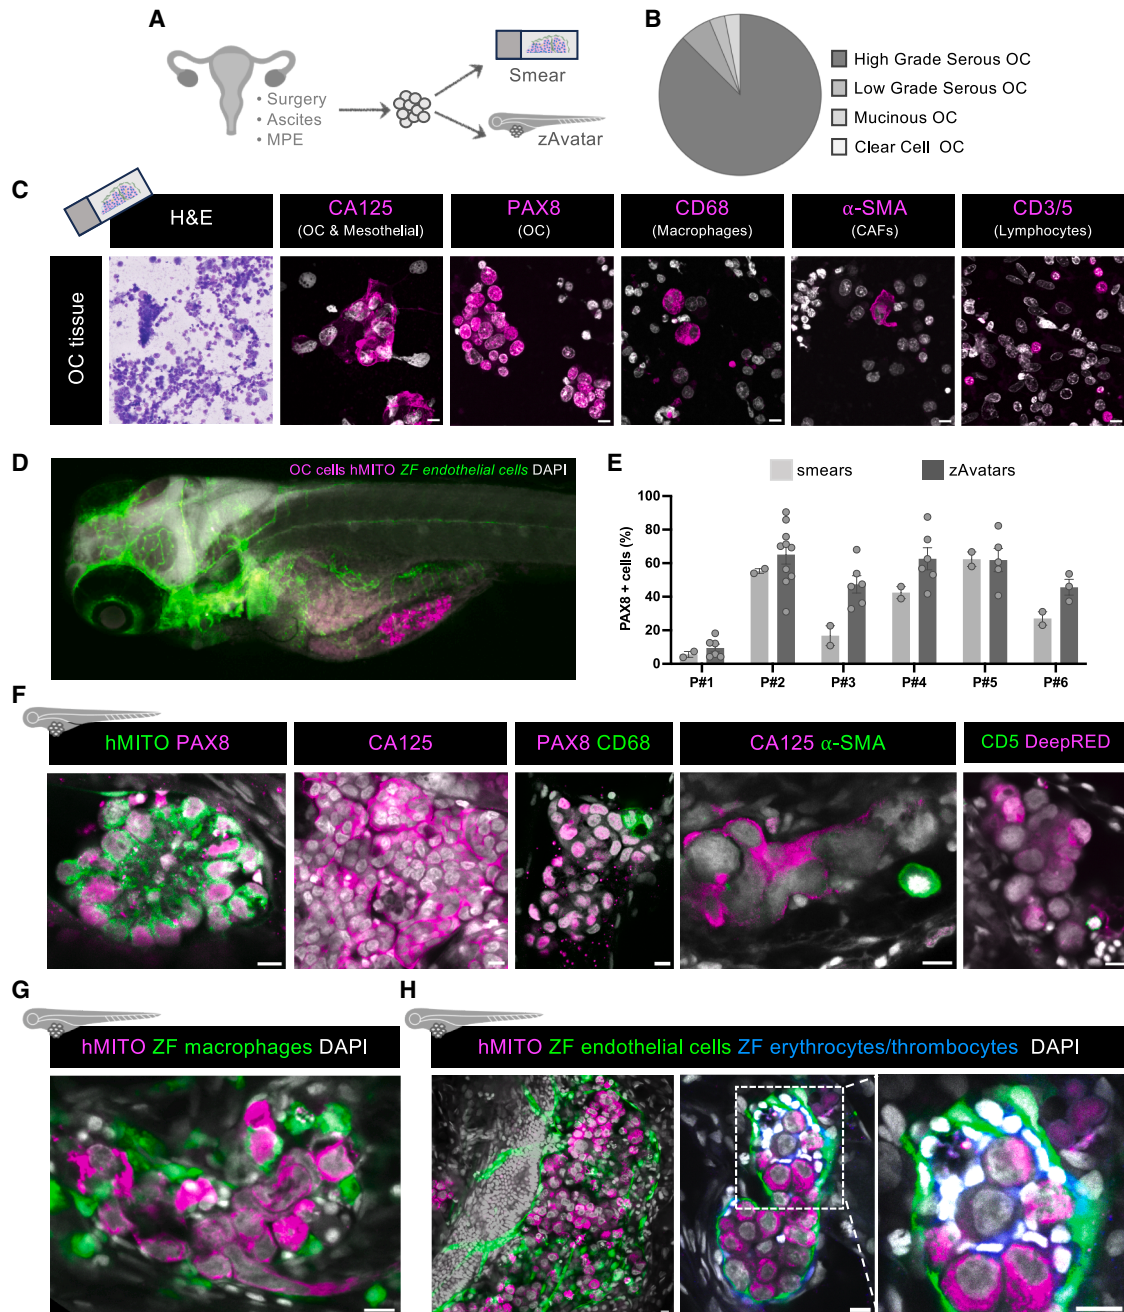 A
• Surgery
• Ascites
• MPE
Smear
zAvatar
B
High Grade Serous OC
Low Grade Serous OC
Mucinous OC
Clear Cell OC
C
H&E
CA125
(OC & Mesothelial)
PAX8
(OC)
CD68
(Macrophages)
α-SMA
(CAFs)
CD3/5
(Lymphocytes)
OC tissue
D
OC cells hMITO ZF endothelial cells DAPI
E
smears
zAvatars
PAX8 + cells (%)
100
80
60
40
20
0
P#1
P#2
P#3
P#4
P#5
P#6
F
hMITO PAX8
CA125
PAX8 CD68
CA125 α-SMA
CD5 DeepRED
G
hMITO ZF macrophages DAPI
H
hMITO ZF endothelial cells ZF erythrocytes/thrombocytes DAPI